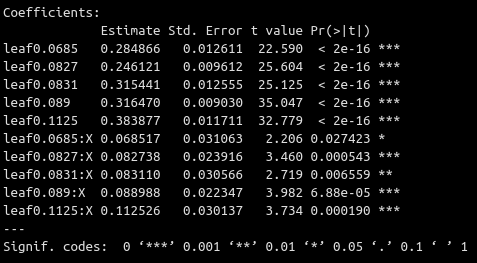 Coefficients:
            Estimate Std. Error t value Pr(>|t|)
leaf0.0685   0.284866   0.012611  22.590  < 2e-16 ***
leaf0.0827   0.246121   0.009612  25.604  < 2e-16 ***
leaf0.0831   0.315441   0.012555  25.125  < 2e-16 ***
leaf0.089    0.316470   0.009030  35.047  < 2e-16 ***
leaf0.1125   0.383877   0.011711  32.779  < 2e-16 ***
leaf0.0685:X 0.068517   0.031063   2.206 0.027423 *
leaf0.0827:X 0.082738   0.023916   3.460 0.000543 ***
leaf0.0831:X 0.083110   0.030566   2.719 0.006559 **
leaf0.089:X  0.088988   0.022347   3.982 6.88e-05 ***
leaf0.1125:X 0.112526   0.030137   3.734 0.000190 ***
---
Signif. codes:  0 ‘***’ 0.001 ‘**’ 0.01 ‘*’ 0.05 ‘.’ 0.1 ‘ ’ 1